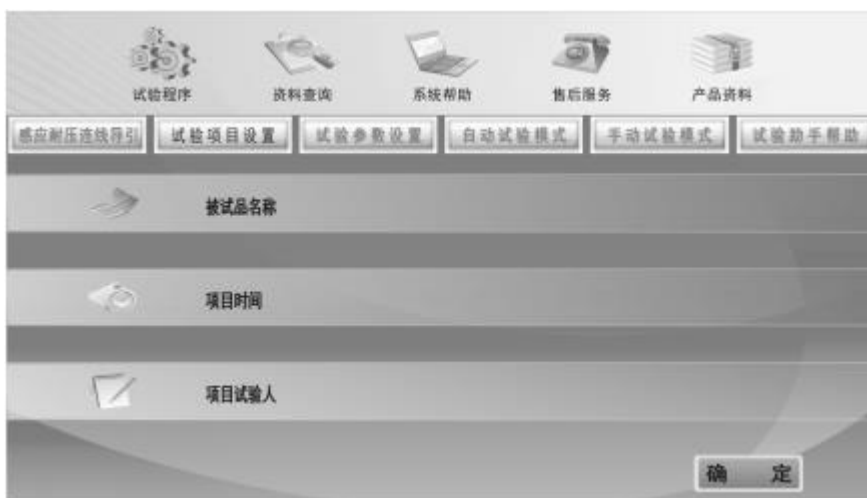 试验程序 资料查询 系统帮助 售后服务 产品资料
感应耐压连线导引 试验项目设置 试验参数设置 自动试验模式 手动试验模式 试验助手帮助
被试品名称
项目时间
项目试验人
确 定